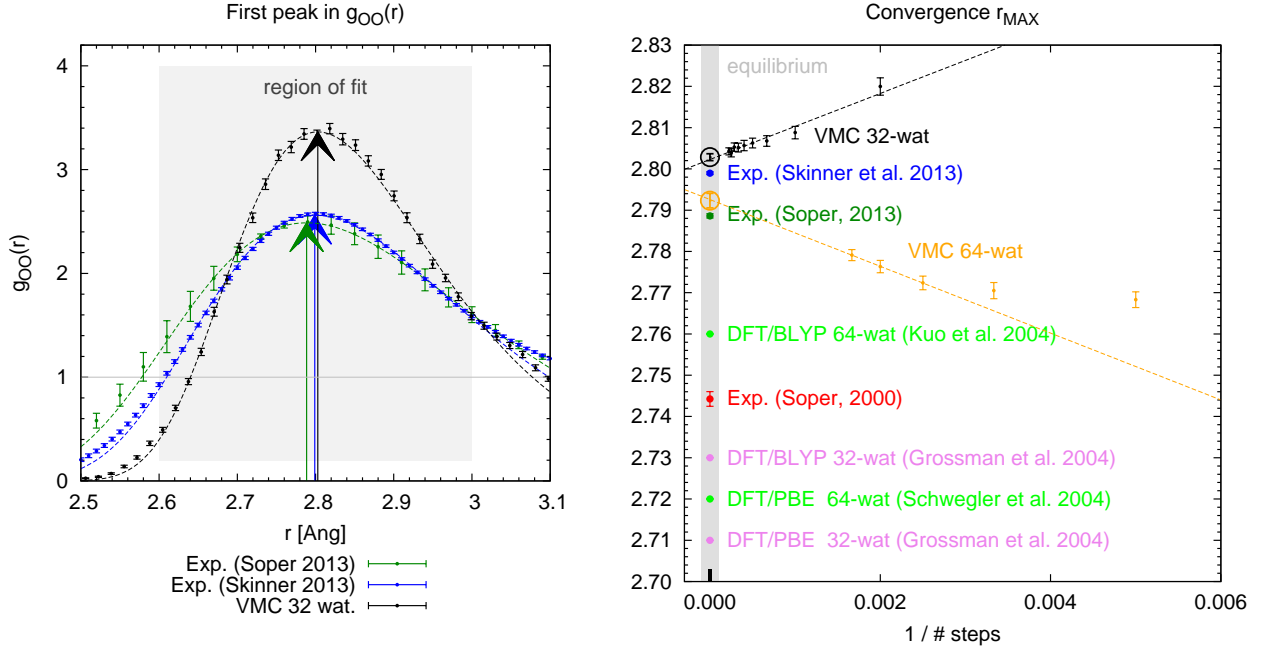 First peak in gOO(r)
4
3
2
1
0
2.5 2.6 2.7 2.8 2.9 3 3.1
gOO(r)
r [Ang]
region of fit
Exp. (Soper 2013)
Exp. (Skinner 2013)
VMC 32 wat.
Convergence rMAX
2.83
2.82
2.81
2.80
2.79
2.78
2.77
2.76
2.75
2.74
2.73
2.72
2.71
2.70
0.000 0.002 0.004 0.006
1 / # steps
equilibrium
VMC 32-wat
Exp. (Skinner et al. 2013)
Exp. (Soper, 2013)
VMC 64-wat
DFT/BLYP 64-wat (Kuo et al. 2004)
Exp. (Soper, 2000)
DFT/BLYP 32-wat (Grossman et al. 2004)
DFT/PBE 64-wat (Schwegler et al. 2004)
DFT/PBE 32-wat (Grossman et al. 2004)